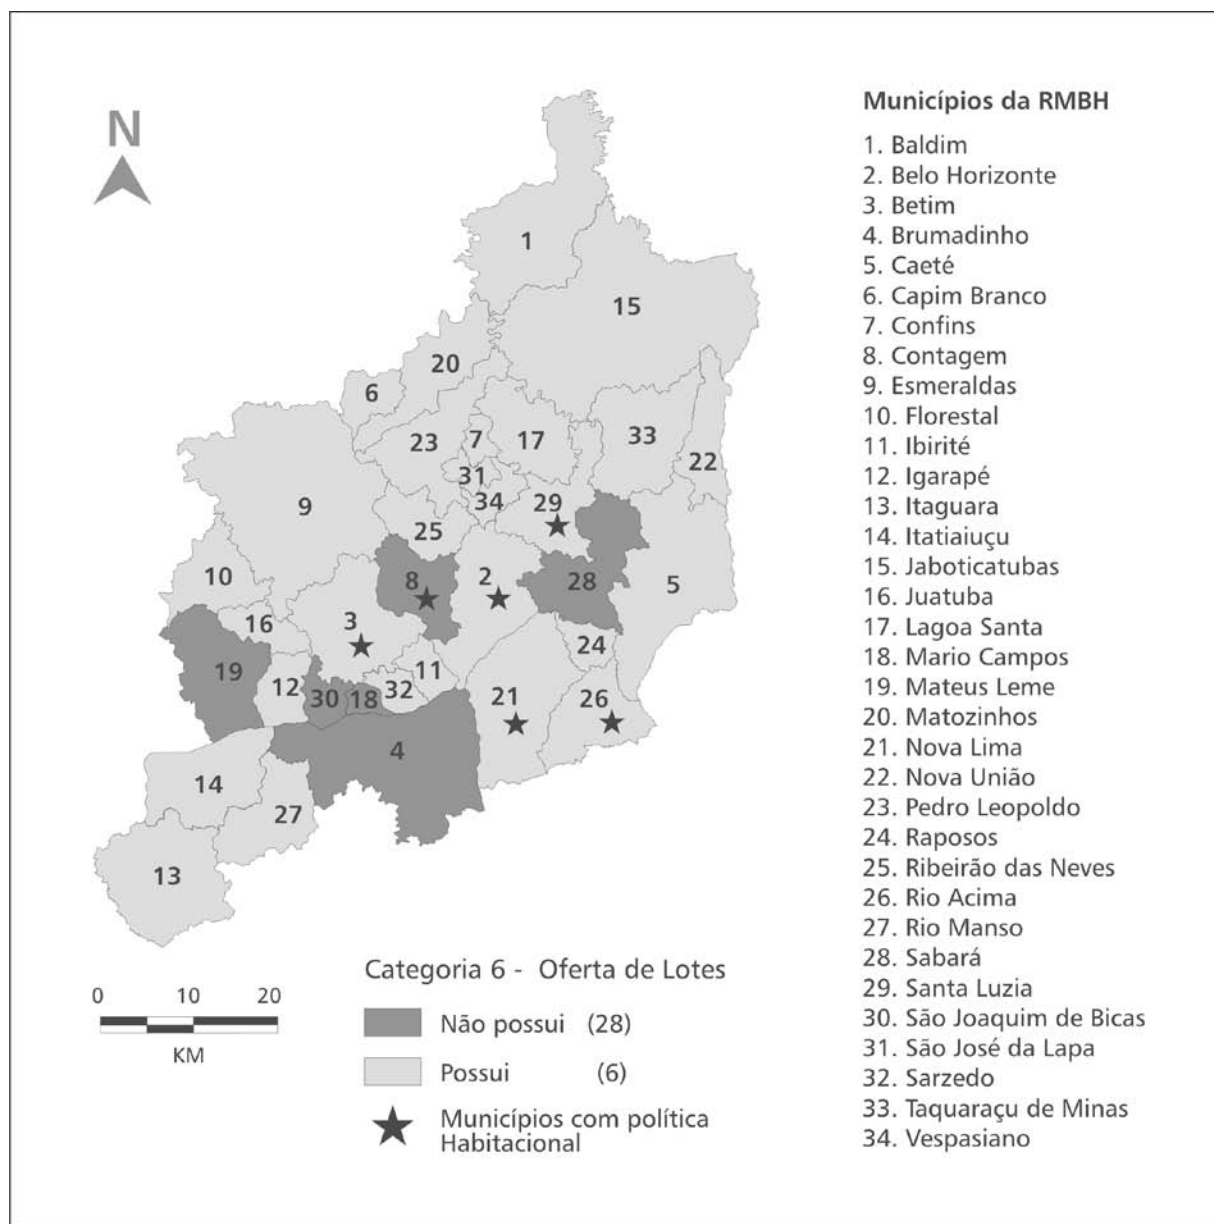 N
Municípios da RMBH
1. Baldim
2. Belo Horizonte
3. Betim
4. Brumadinho
5. Caeté
6. Capim Branco
7. Confins
8. Contagem
9. Esmeraldas
10. Florestal
11. Ibirité
12. Igarapé
13. Itaguara
14. Itatiaiuçu
15. Jaboticatubas
16. Juatuba
17. Lagoa Santa
18. Mario Campos
19. Mateus Leme
20. Matozinhos
21. Nova Lima
22. Nova União
23. Pedro Leopoldo
24. Raposos
25. Ribeirão das Neves
26. Rio Acima
27. Rio Manso
28. Sabará
29. Santa Luzia
30. São Joaquim de Bicas
31. São José da Lapa
32. Sarzedo
33. Taquaraçu de Minas
34. Vespasiano
1
15
20
6
23
7
17
33
22
31
34
29
9
25
10
8
2
28
5
16
3
24
19
12
30
18
32
11
21
26
4
14
27
13
0 10 20
KM
Categoria 6 - Oferta de Lotes
Não possui (28)
Possui (6)
Municípios com política
Habitacional